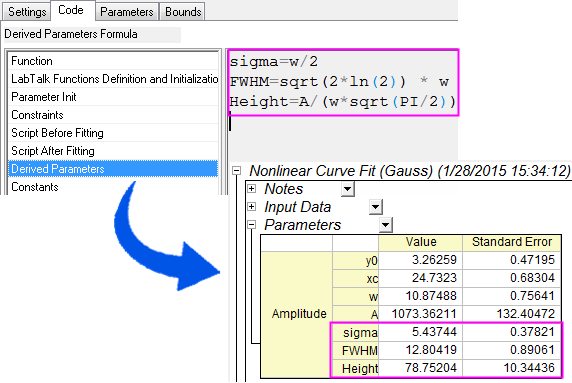 Settings Code Parameters Bounds
Derived Parameters Formula
Function
LabTalk Functions Definition and Initializatio
Parameter Init
Constraints
Script Before Fitting
Script After Fitting
Derived Parameters
Constants
sigma=w/2
FWHM=sqrt(2*ln(2)) * w
Height=A/(w*sqrt(PI/2))
Nonlinear Curve Fit (Gauss) (1/28/2015 15:34:12)
Notes
Input Data
Parameters
Value Standard Error
y0 3.26259 0.47195
xc 24.7323 0.68304
w 10.87488 0.75641
Amplitude A 1073.36211 132.40472
sigma 5.43744 0.37821
FWHM 12.80419 0.89061
Height 78.75204 10.34436